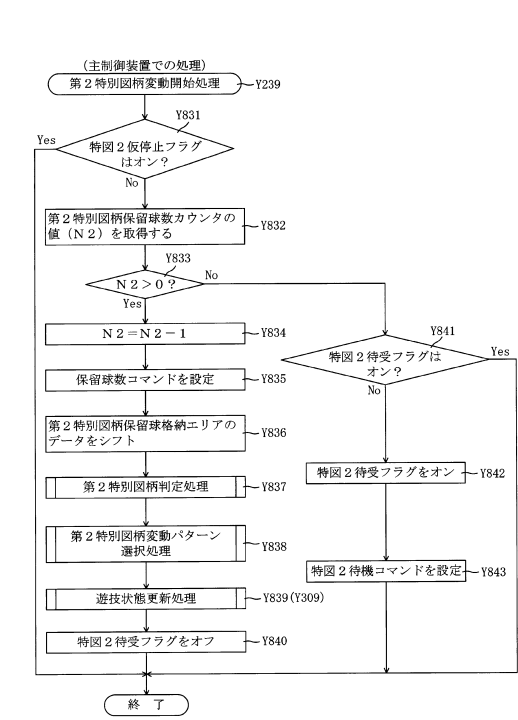 (主制御装置での処理)
第2特別図柄変動開始処理
Y239
Y831
特図2仮停止フラグ
はオン?
Yes
No
第2特別図柄保留球数カウンタの
値(N2)を取得する
Y832
Y833
N2>0?
No
Yes
N2=N2-1
Y834
Y841
特図2待受フラグは
オン?
Yes
No
保留球数コマンドを設定
Y835
第2特別図柄保留球格納エリアの
データをシフト
Y836
第2特別図柄判定処理
Y837
特図2待受フラグをオン
Y842
第2特別図柄変動パターン
選択処理
Y838
特図2待機コマンドを設定
Y843
遊技状態更新処理
Y839(Y309)
特図2待受フラグをオフ
Y840
終 了